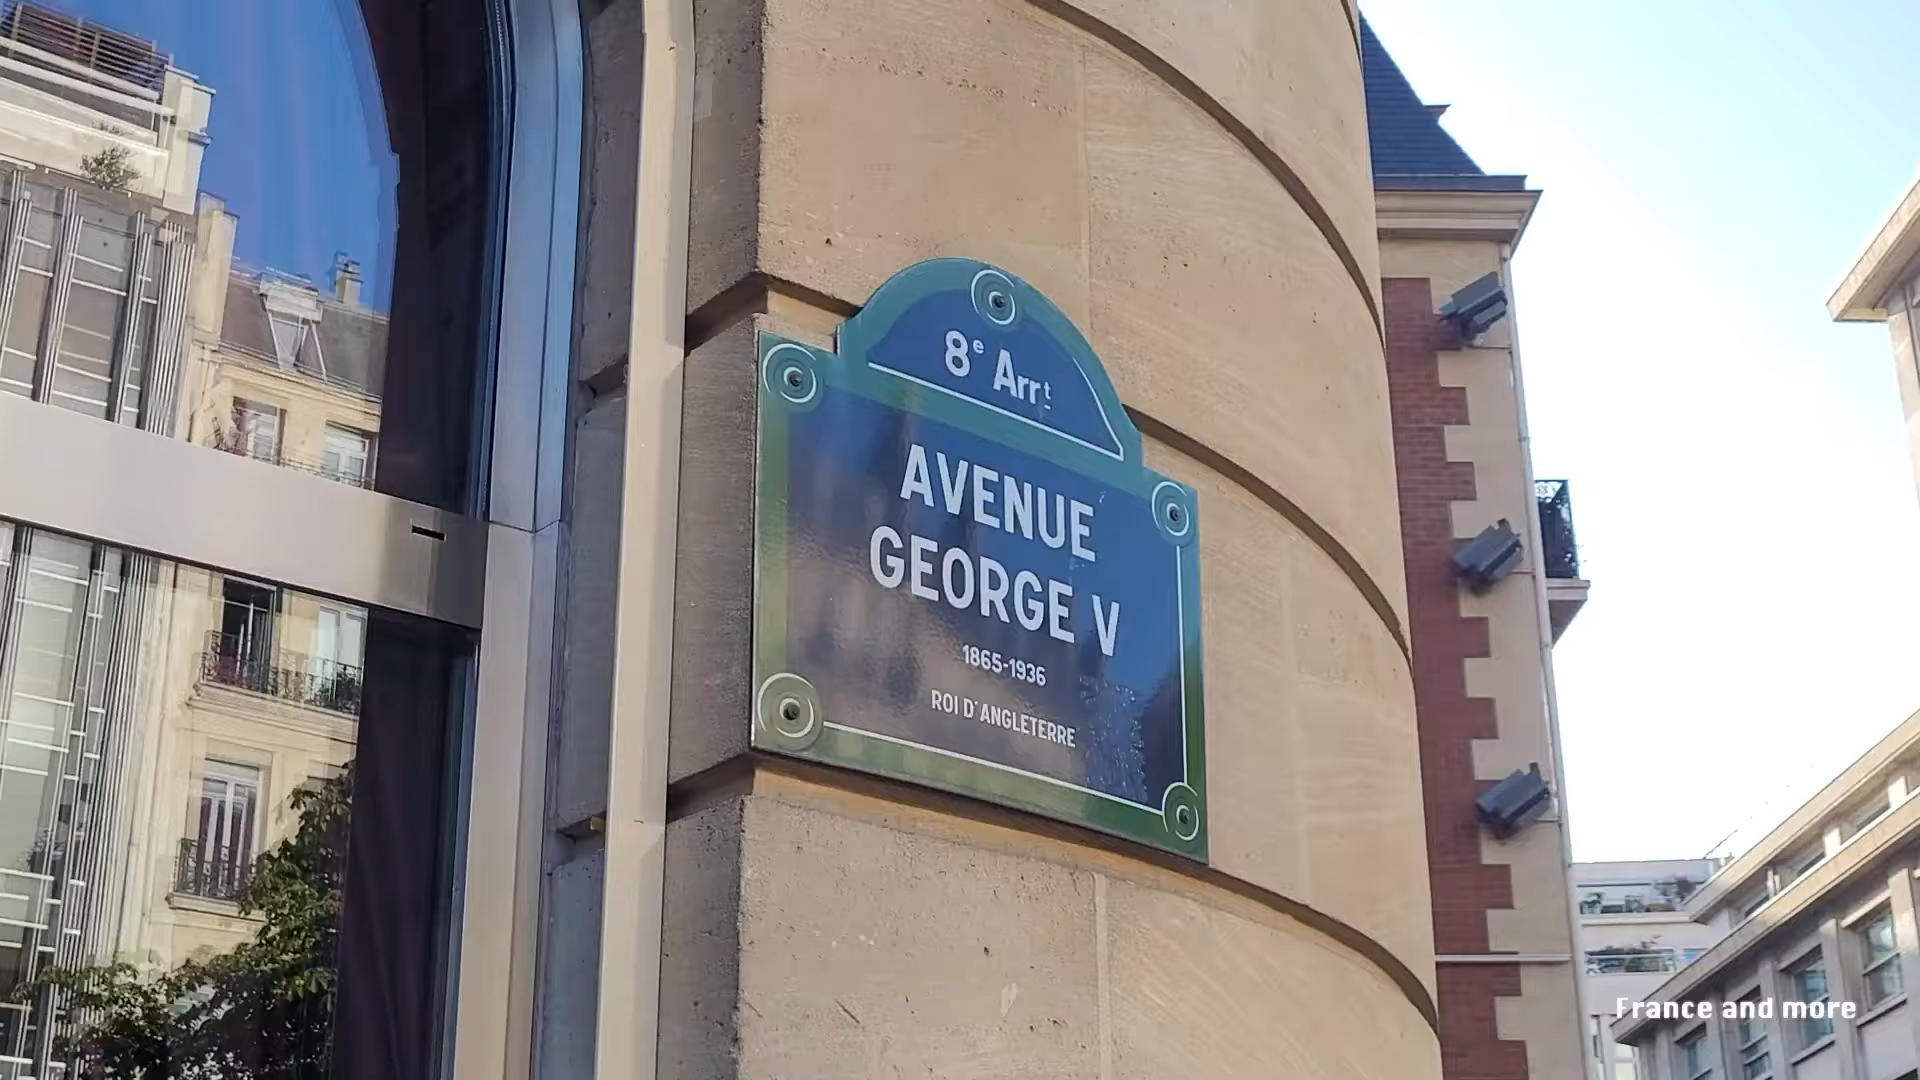 8e Arrt
AVENUE
GEORGE V
1865-1936
ROI D'ANGLETERRE
France and more